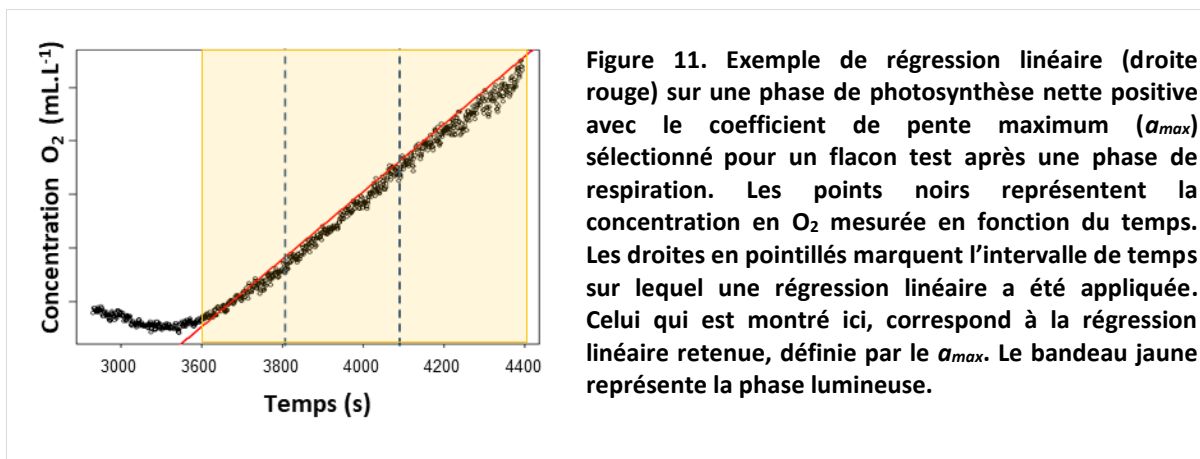 Concentration O₂ (mL.L⁻¹)
3000 3600 3800 4000 4200 4400
Temps (s)
Figure 11. Exemple de régression linéaire (droite
rouge) sur une phase de photosynthèse nette positive
avec le coefficient de pente maximum (amax)
sélectionné pour un flacon test après une phase de
respiration. Les points noirs représentent la
concentration en O₂ mesurée en fonction du temps.
Les droites en pointillés marquent l’intervalle de temps
sur lequel une régression linéaire a été appliquée.
Celui qui est montré ici, correspond à la régression
linéaire retenue, définie par le amax. Le bandeau jaune
représente la phase lumineuse.